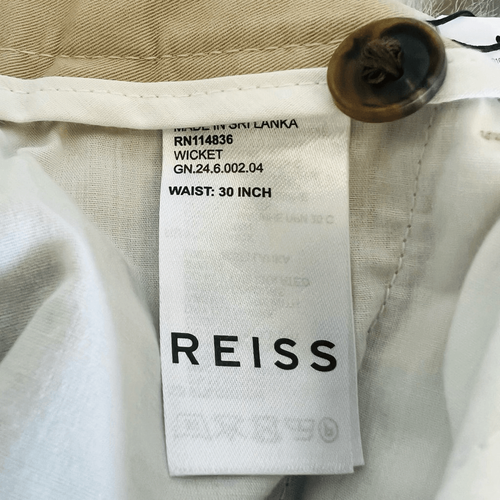 MADE IN SRI LANKA
RN114836
WICKET
GN.24.6.002.04
WAIST: 30 INCH
REISS